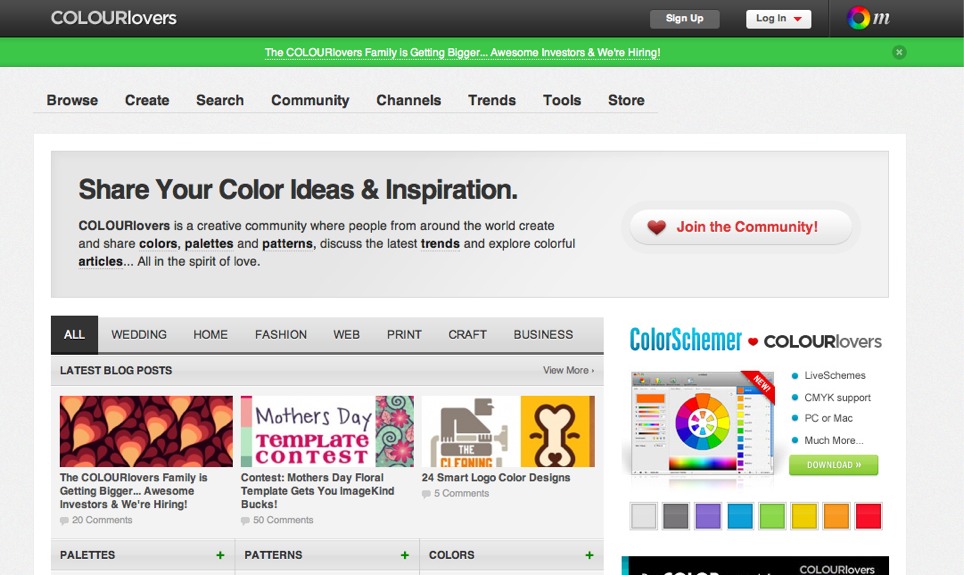 COLOURlovers
Sign Up
Log In
m
The COLOURlovers Family is Getting Bigger... Awesome Investors & We're Hiring!
Browse Create Search Community Channels Trends Tools Store
Share Your Color Ideas & Inspiration.
COLOURlovers is a creative community where people from around the world create
and share colors, palettes and patterns, discuss the latest trends and explore colorful
articles... All in the spirit of love.
Join the Community!
ALL WEDDING HOME FASHION WEB PRINT CRAFT BUSINESS
LATEST BLOG POSTS
View More ›
Mothers Day
TEMPLATE
CONTEST
THE
CLEONING
The COLOURlovers Family is
Getting Bigger... Awesome
Investors & We're Hiring!
20 Comments
Contest: Mothers Day Floral
Template Gets You ImageKind
Bucks!
50 Comments
24 Smart Logo Color Designs
5 Comments
PALETTES +
PATTERNS +
COLORS +
ColorSchemer COLOURlovers
NEW!
LiveSchemes
CMYK support
PC or Mac
Much More...
DOWNLOAD »
COLOURlovers